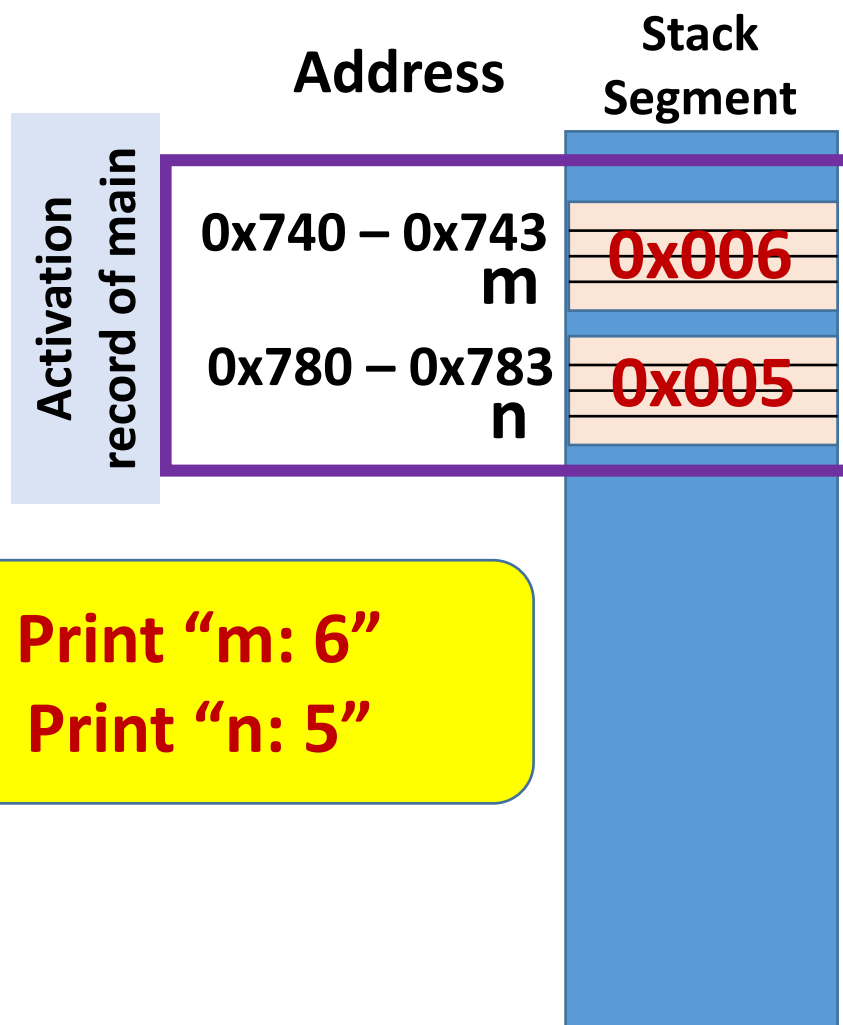 Address
Stack
Segment
Activation
record of main
0x740 – 0x743
m
0x006
0x780 – 0x783
n
0x005
Print “m: 6”
Print “n: 5”